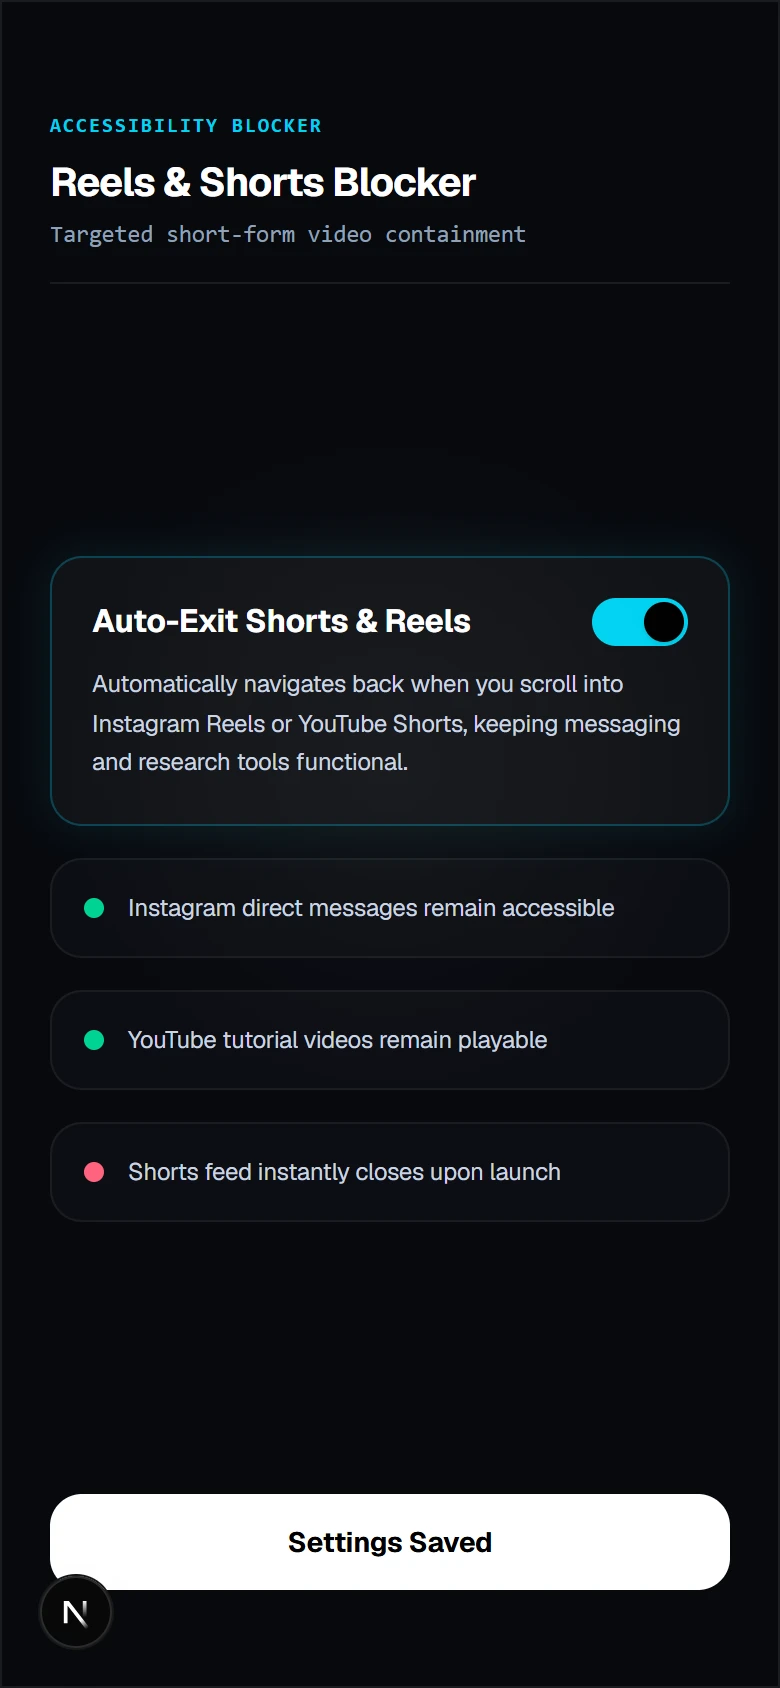 ACCESSIBILITY BLOCKER
Reels & Shorts Blocker
Targeted short-form video containment
Auto-Exit Shorts & Reels
Automatically navigates back when you scroll into
Instagram Reels or YouTube Shorts, keeping messaging
and research tools functional.
Instagram direct messages remain accessible
YouTube tutorial videos remain playable
Shorts feed instantly closes upon launch
Settings Saved
N